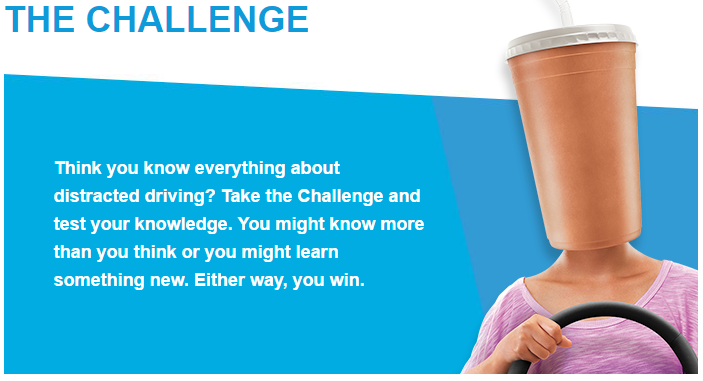 THE CHALLENGE
Think you know everything about
distracted driving? Take the Challenge and
test your knowledge. You might know more
than you think or you might learn
something new. Either way, you win.